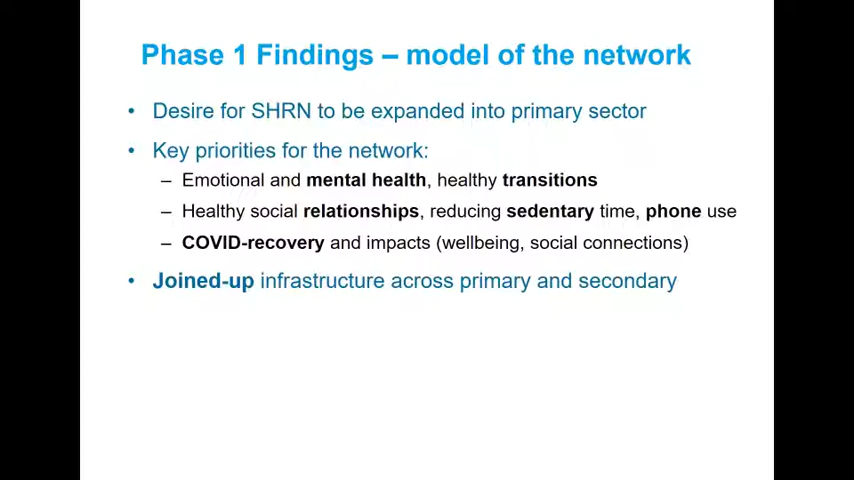 Phase 1 Findings – model of the network
• Desire for SHRN to be expanded into primary sector
• Key priorities for the network:
– Emotional and mental health, healthy transitions
– Healthy social relationships, reducing sedentary time, phone use
– COVID-recovery and impacts (wellbeing, social connections)
• Joined-up infrastructure across primary and secondary